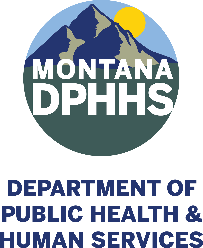 MONTANA
DPHHS
DEPARTMENT OF
PUBLIC HEALTH &
HUMAN SERVICES